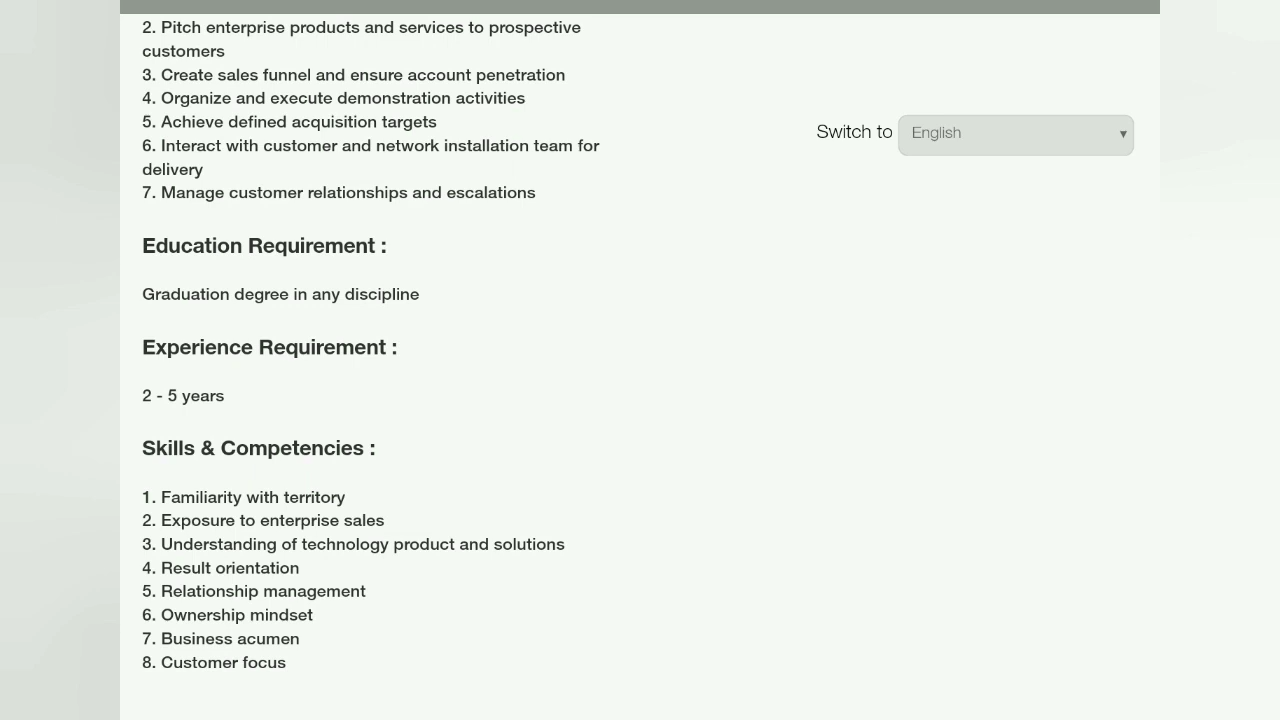 2. Pitch enterprise products and services to prospective
customers
3. Create sales funnel and ensure account penetration
4. Organize and execute demonstration activities
5. Achieve defined acquisition targets
6. Interact with customer and network installation team for
delivery
7. Manage customer relationships and escalations
Switch to English
Education Requirement :
Graduation degree in any discipline
Experience Requirement :
2 - 5 years
Skills & Competencies :
1. Familiarity with territory
2. Exposure to enterprise sales
3. Understanding of technology product and solutions
4. Result orientation
5. Relationship management
6. Ownership mindset
7. Business acumen
8. Customer focus